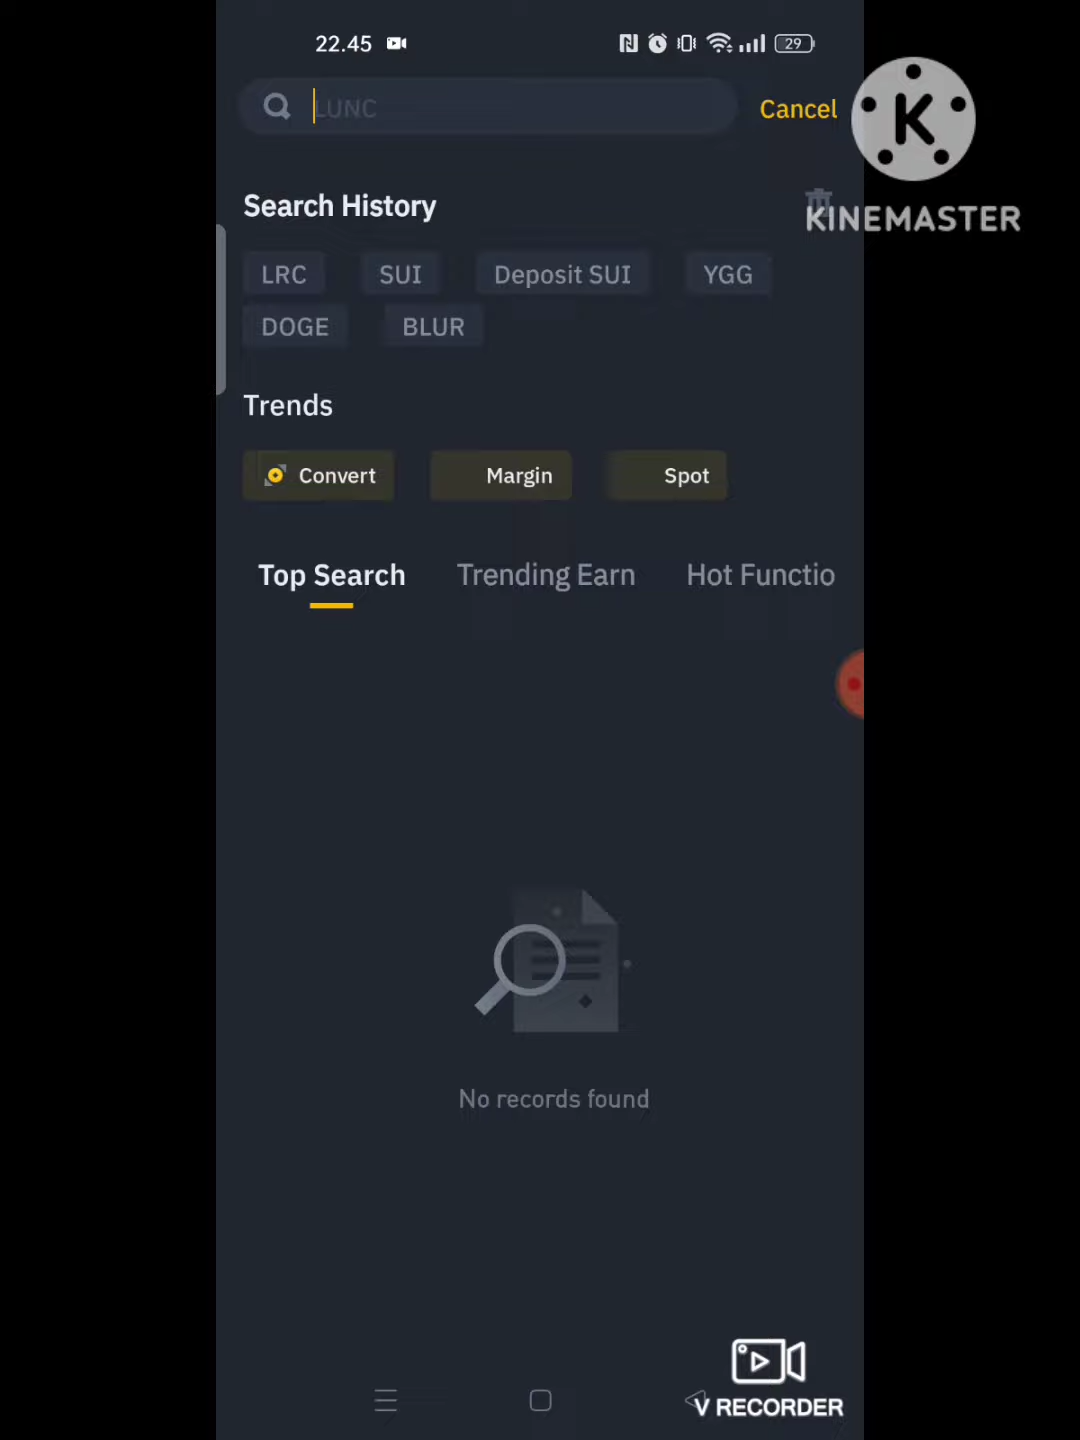 22.45
29
LUNC
Cancel
K
KINEMASTER
Search History
LRC SUI Deposit SUI YGG
DOGE BLUR
Trends
Convert Margin Spot
Top Search Trending Earn Hot Functio
No records found
V RECORDER